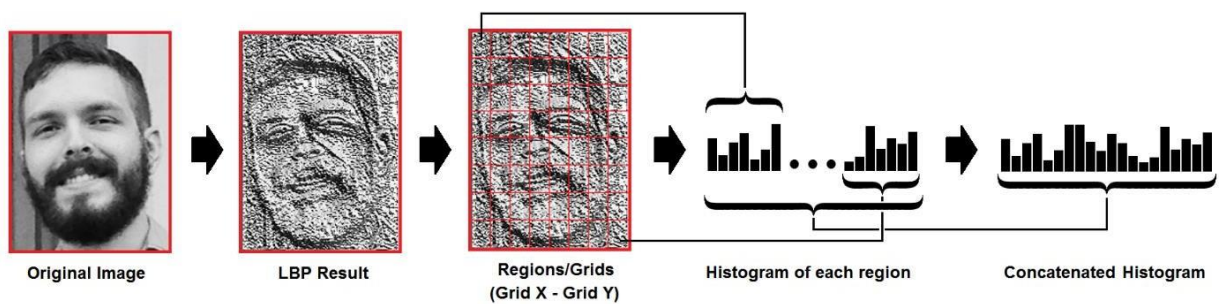 Original Image
LBP Result
Regions/Grids
(Grid X - Grid Y)
Histogram of each region
Concatenated Histogram